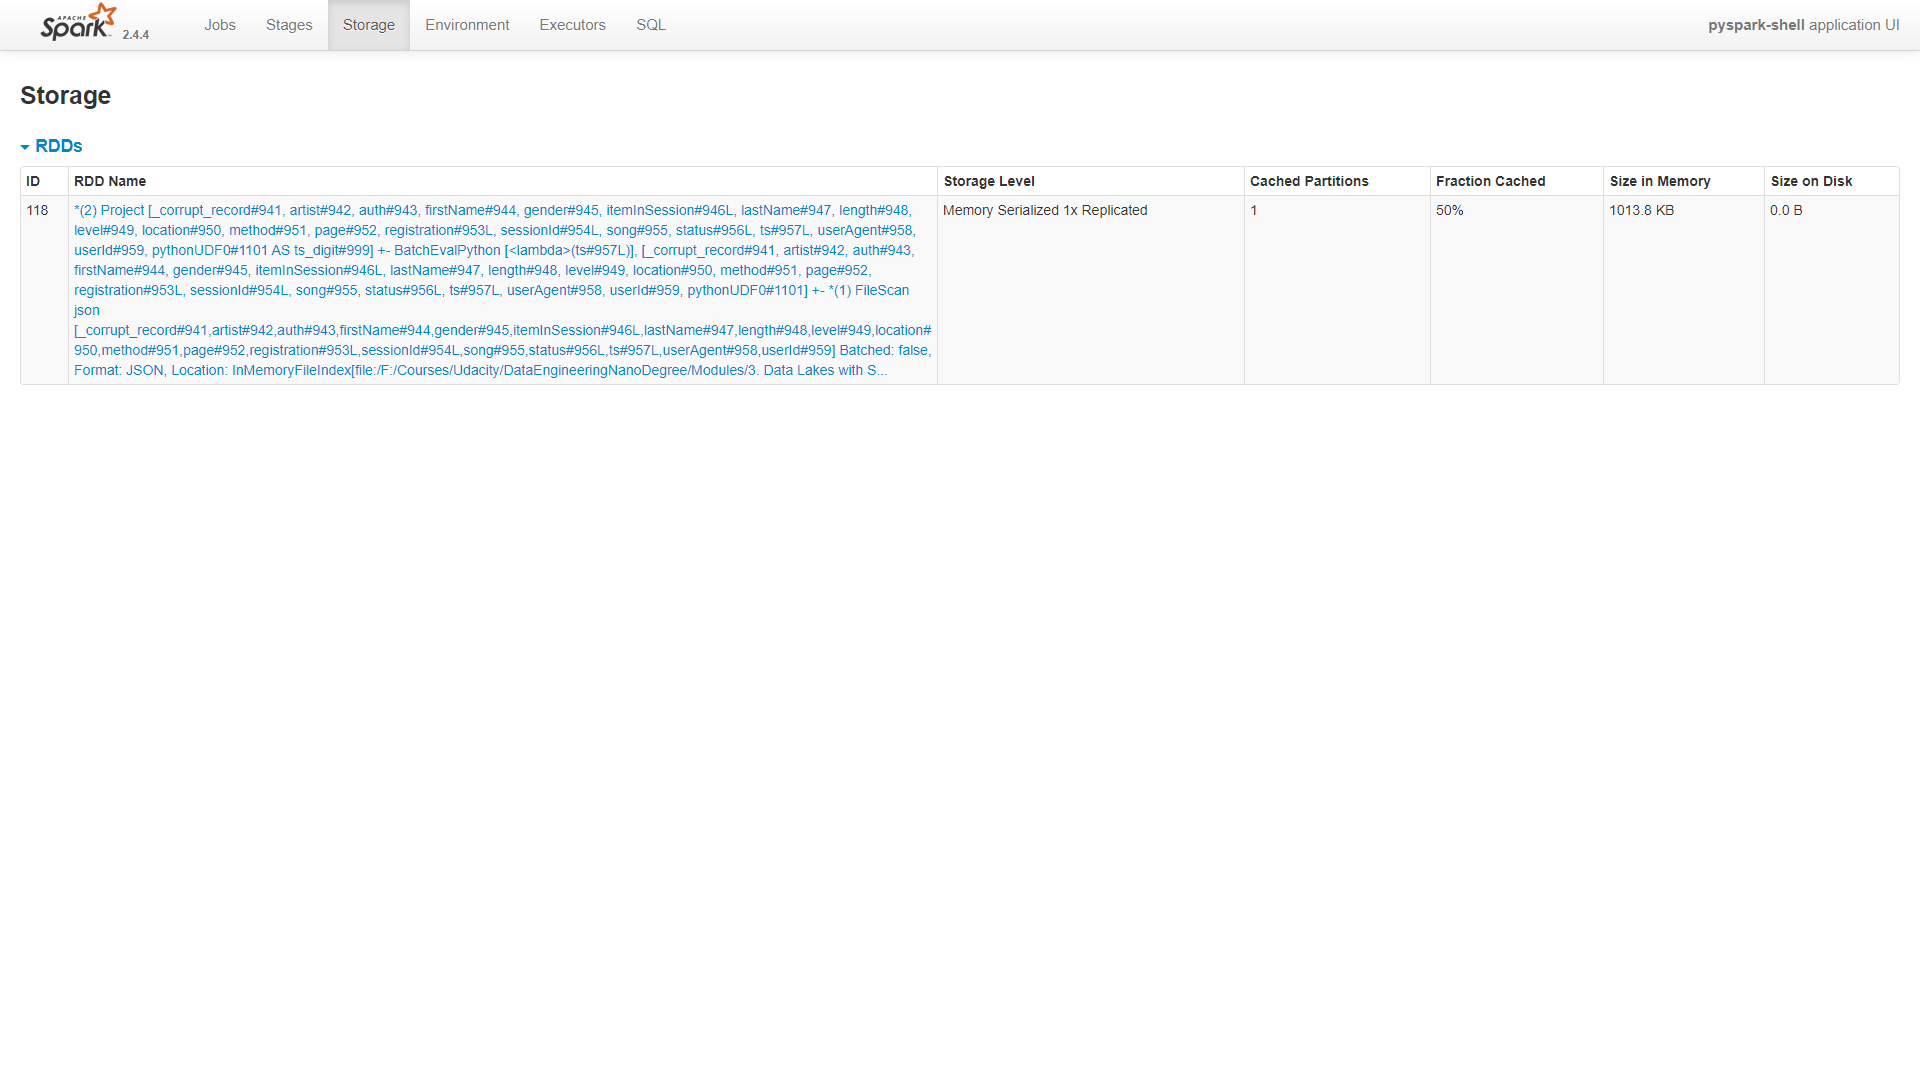 APACHE Spark 2.4.4 Jobs Stages Storage Environment Executors SQL pyspark-shell application UI
Storage
RDDs
ID RDD Name Storage Level Cached Partitions Fraction Cached Size in Memory Size on Disk
118 *(2) Project [_corrupt_record#941, artist#942, auth#943, firstName#944, gender#945, itemInSession#946L, lastName#947, length#948, Memory Serialized 1x Replicated 1 50% 1013.8 KB 0.0 B
level#949, location#950, method#951, page#952, registration#953L, sessionId#954L, song#955, status#956L, ts#957L, userAgent#958,
userId#959, pythonUDF0#1101 AS ts_digit#999] +- BatchEvalPython [<lambda>(ts#957L)], [_corrupt_record#941, artist#942, auth#943,
firstName#944, gender#945, itemInSession#946L, lastName#947, length#948, level#949, location#950, method#951, page#952,
registration#953L, sessionId#954L, song#955, status#956L, ts#957L, userAgent#958, userId#959, pythonUDF0#1101] +- *(1) FileScan
json
[_corrupt_record#941,artist#942,auth#943,firstName#944,gender#945,itemInSession#946L,lastName#947,length#948,level#949,location#
950,method#951,page#952,registration#953L,sessionId#954L,song#955,status#956L,ts#957L,userAgent#958,userId#959] Batched: false,
Format: JSON, Location: InMemoryFileIndex[file:/F:/Courses/Udacity/DataEngineeringNanoDegree/Modules/3. Data Lakes with S...